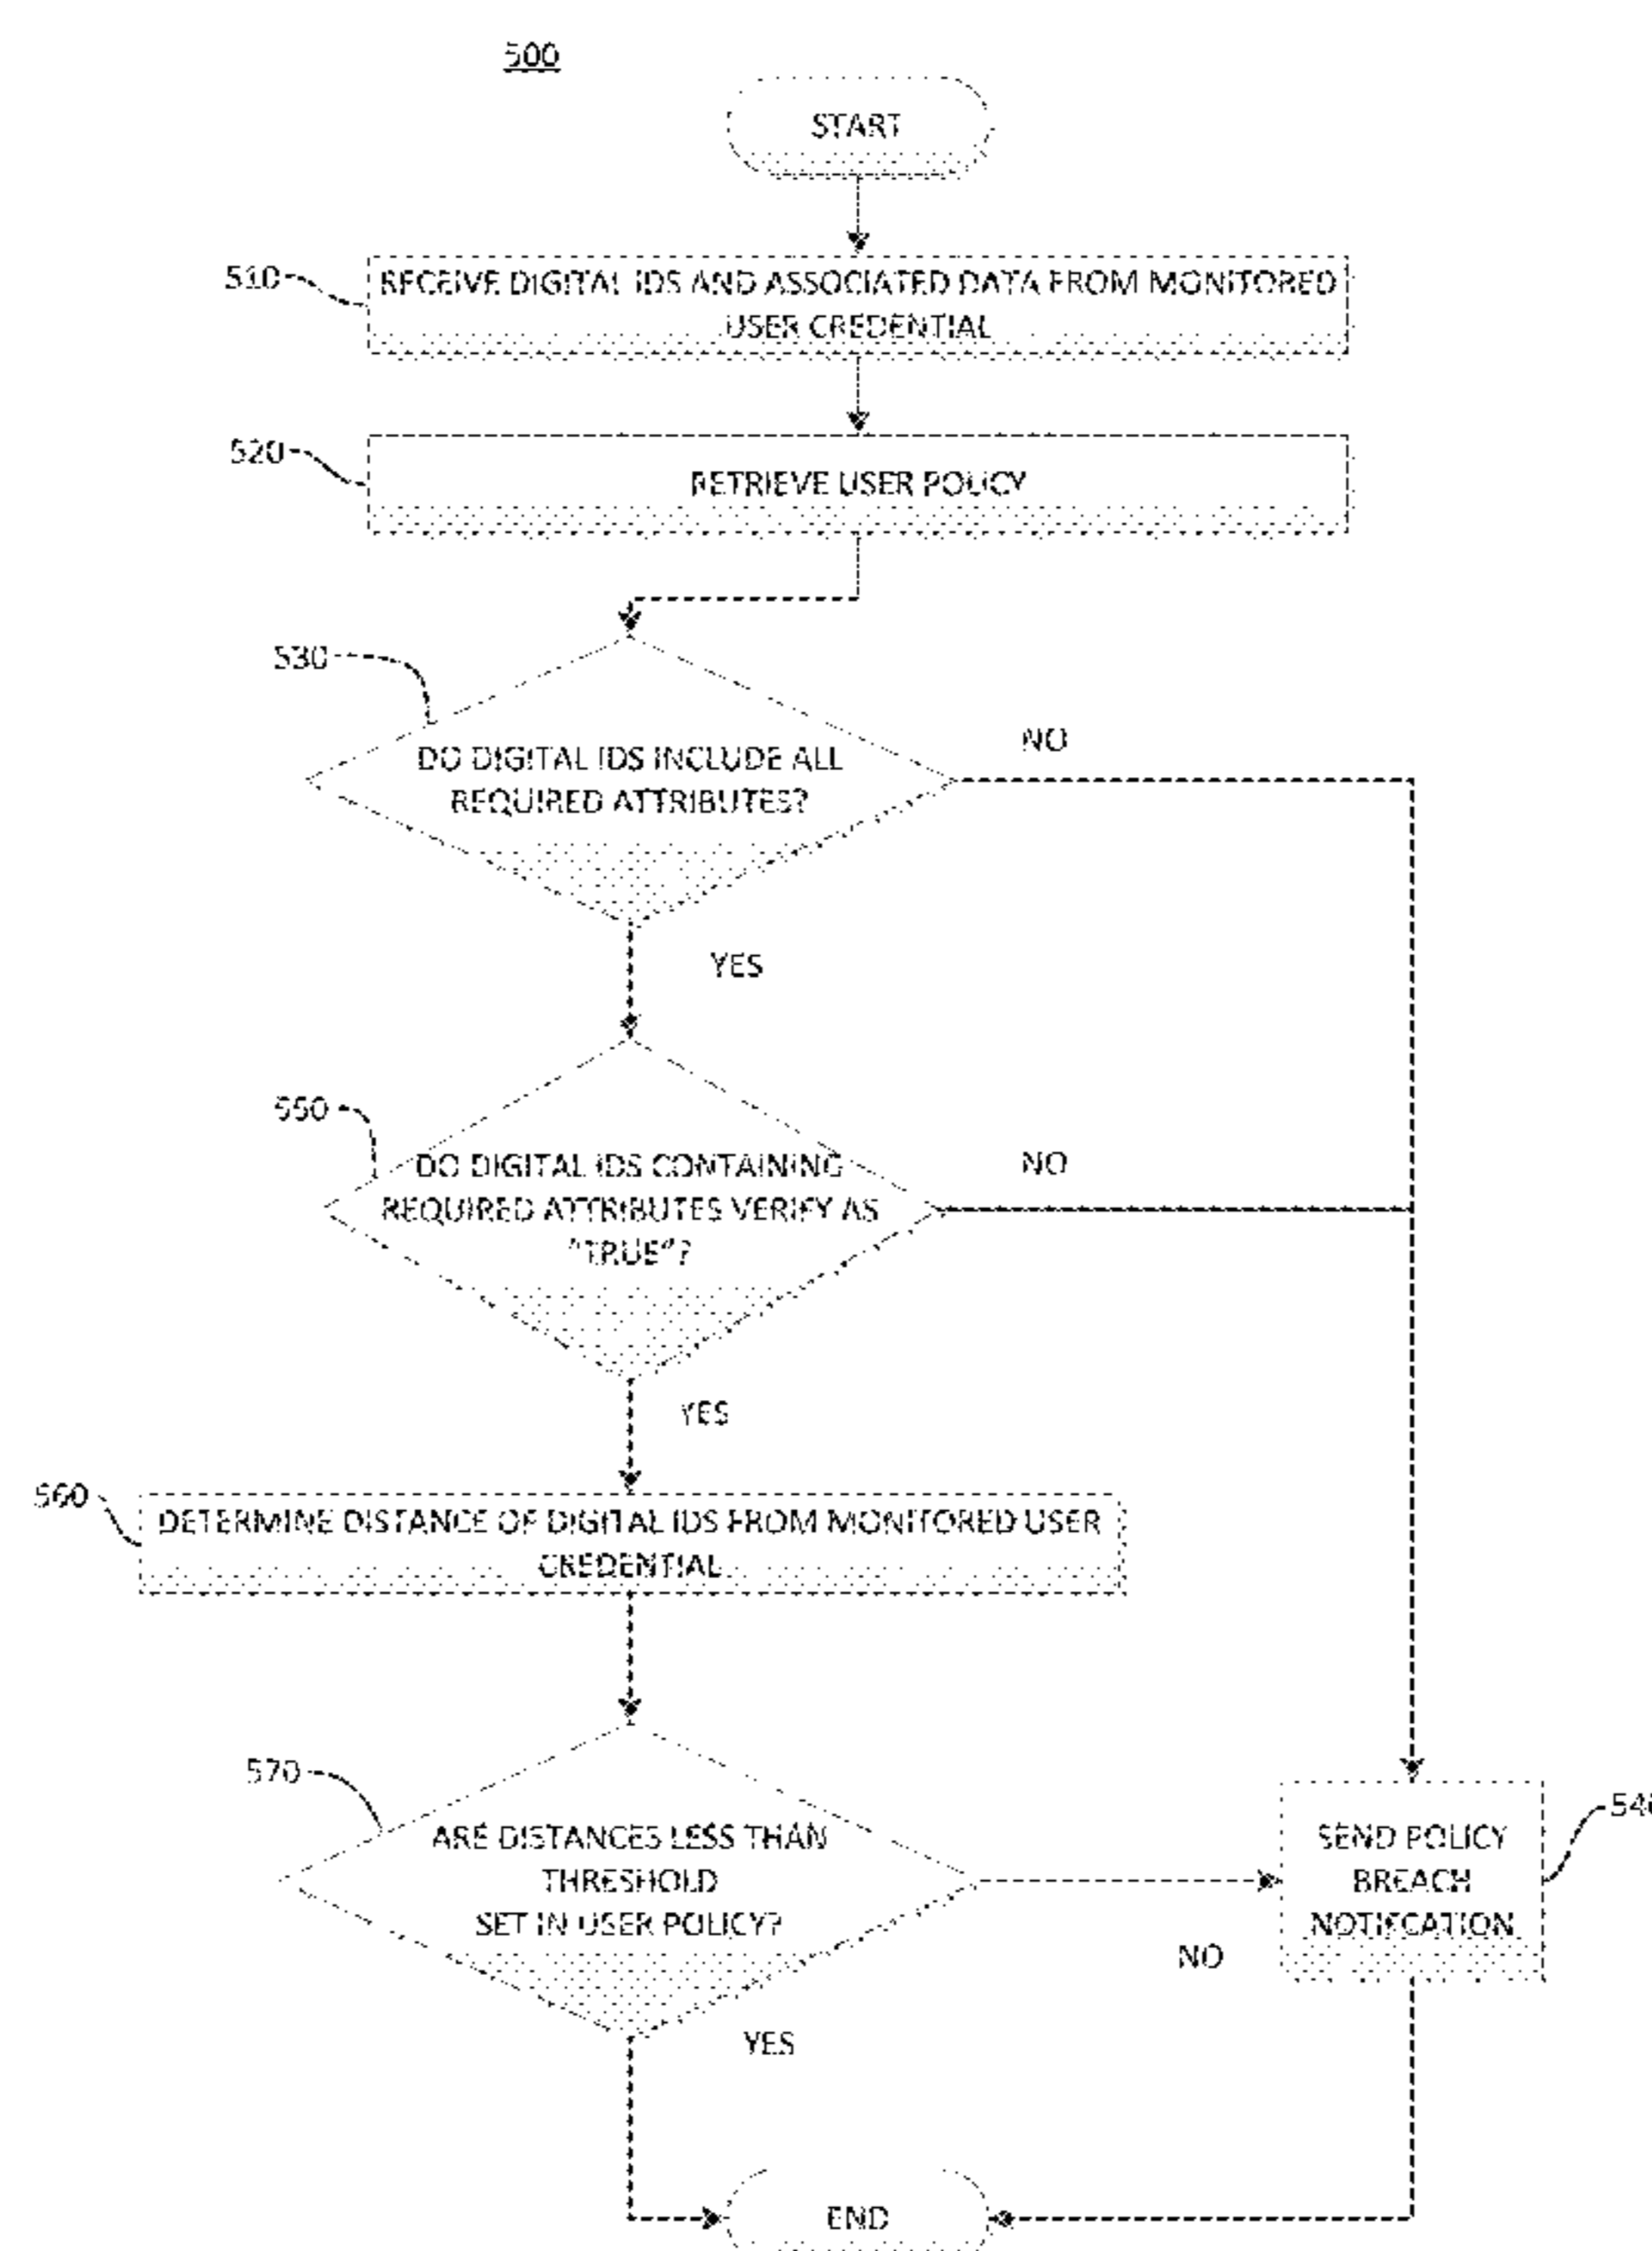 500
START
510
RECEIVE DIGITAL IDS AND ASSOCIATED DATA FROM MONITORED
USER CREDENTIAL
520
RETRIEVE USER POLICY
530
DO DIGITAL IDS INCLUDE ALL
REQUIRED ATTRIBUTES?
NO
YES
550
DO DIGITAL IDS CONTAINING
REQUIRED ATTRIBUTES VERIFY AS
"TRUE"?
NO
YES
560
DETERMINE DISTANCE OF DIGITAL IDS FROM MONITORED USER
CREDENTIAL
570
ARE DISTANCES LESS THAN
THRESHOLD
SET IN USER POLICY?
NO
YES
SEND POLICY
BREACH
NOTIFCATION
END